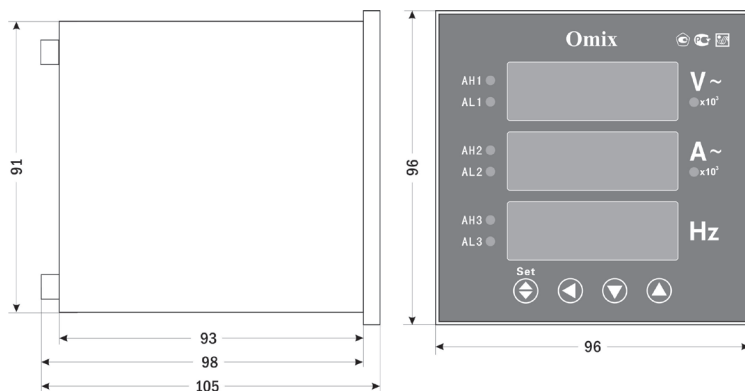 Omix
AH1
AL1
V~
x10³
AH2
AL2
A~
x10³
AH3
AL3
Hz
Set
91
93
98
105
96
96